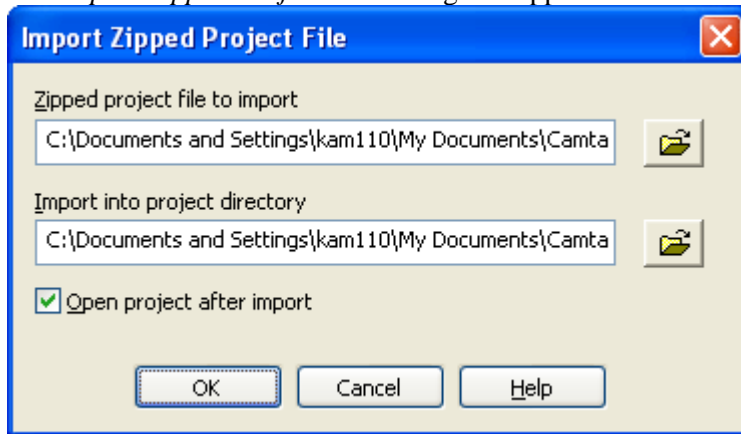 Import Zipped Project File
Zipped project file to import
C:\Documents and Settings\kam110\My Documents\Camta
Import into project directory
C:\Documents and Settings\kam110\My Documents\Camta
Open project after import
OK Cancel Help